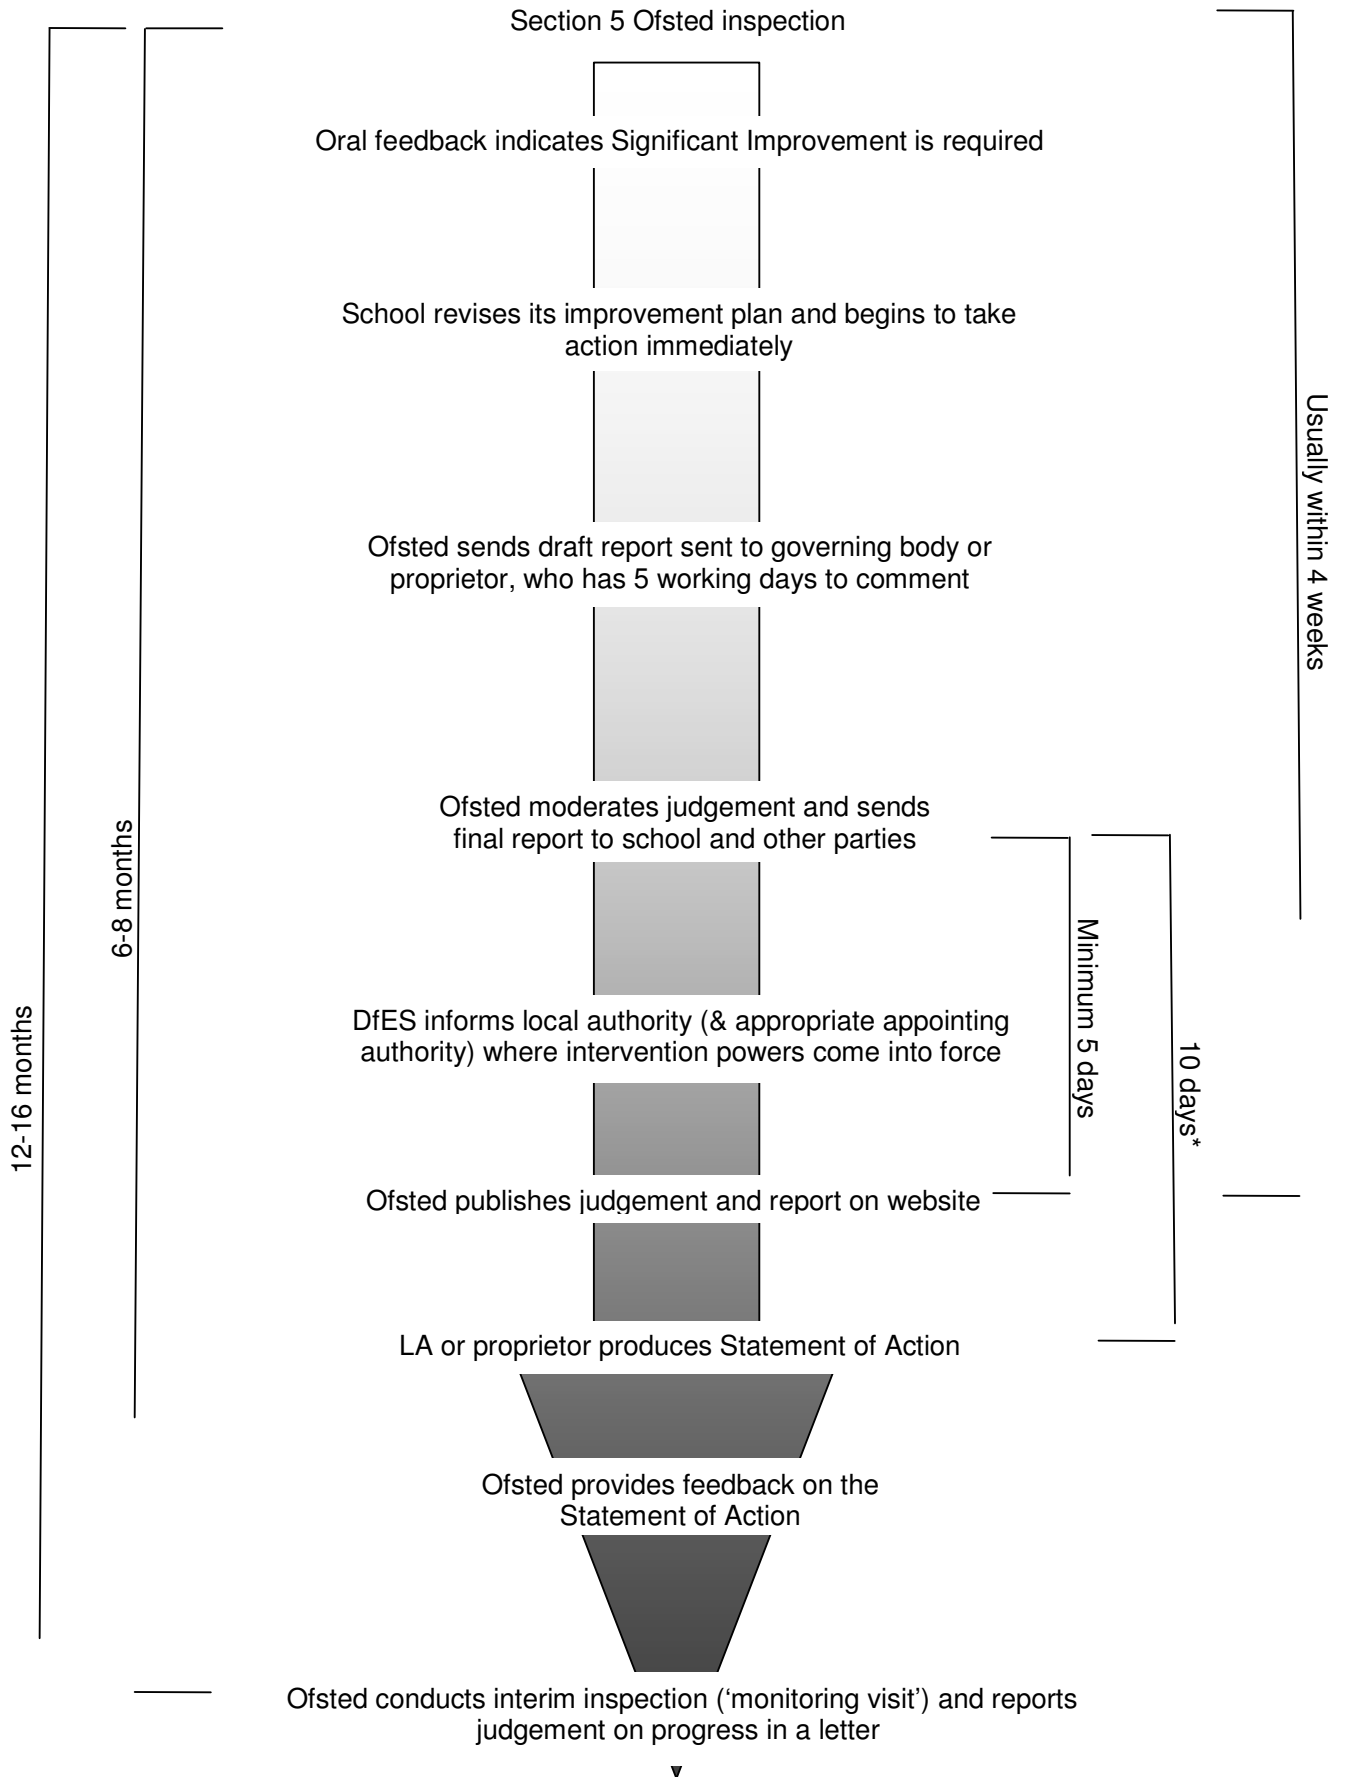 Section 5 Ofsted inspection
Oral feedback indicates Significant Improvement is required
School revises its improvement plan and begins to take
action immediately
Usually within 4 weeks
Ofsted sends draft report sent to governing body or
proprietor, who has 5 working days to comment
Ofsted moderates judgement and sends
final report to school and other parties
6-8 months
Minimum 5 days
DfES informs local authority (& appropriate appointing
authority) where intervention powers come into force
12-16 months
10 days*
Ofsted publishes judgement and report on website
LA or proprietor produces Statement of Action
Ofsted provides feedback on the
Statement of Action
Ofsted conducts interim inspection (‘monitoring visit’) and reports
judgement on progress in a letter